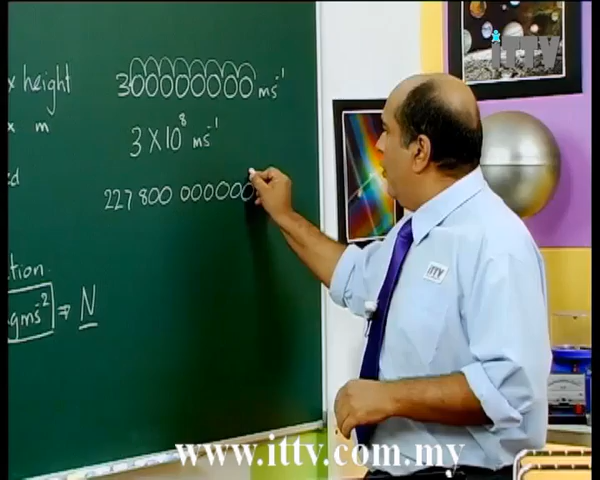 x height
x m
tion
gms⁻² ⇒ N
300000000 ms⁻¹
3 X 10⁸ ms⁻¹
227 800 000000
iTTV
iTTV
www.ittv.com.my